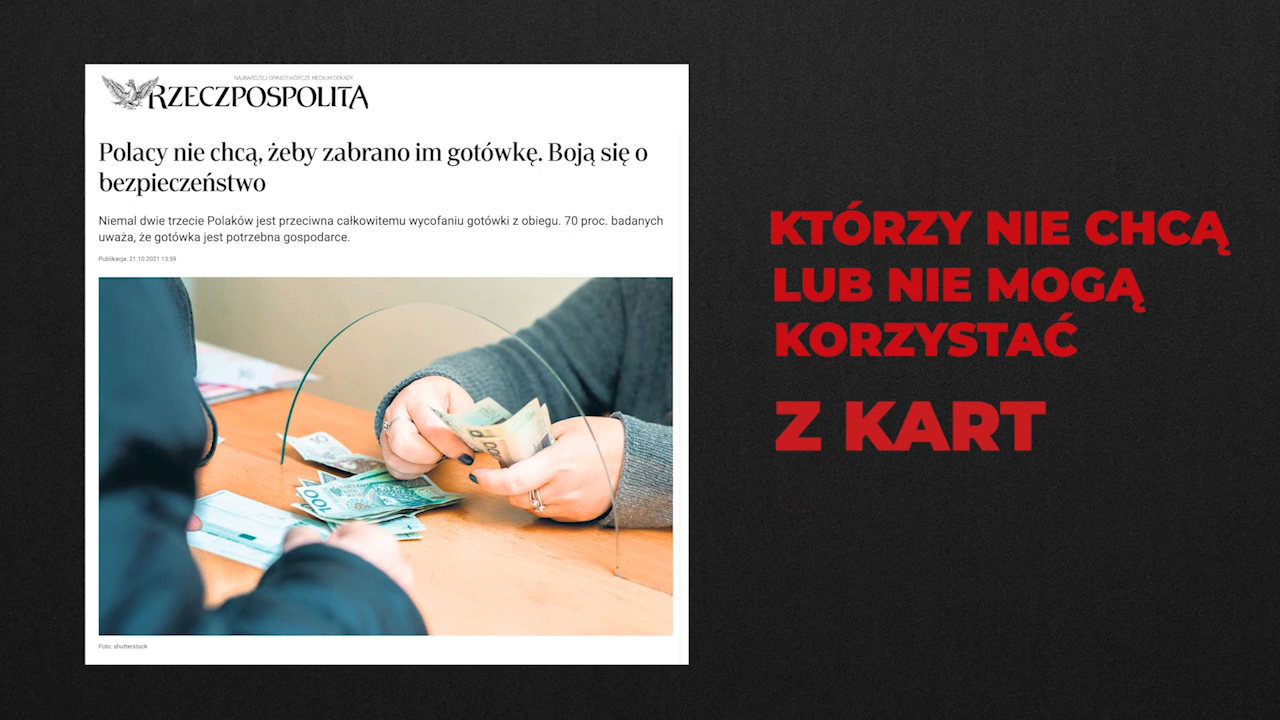 NAJBARDZIEJ OPINIOTWÓRCZE MEDIUM DEKADY
RZECZPOSPOLITA
Polacy nie chcą, żeby zabrano im gotówkę. Boją się o
bezpieczeństwo
Niemal dwie trzecie Polaków jest przeciwna całkowitemu wycofaniu gotówki z obiegu. 70 proc. badanych
uważa, że gotówka jest potrzebna gospodarce.
Publikacja: 21.10.2021 13:59
10
100
Foto: shutterstock
KTÓRZY NIE CHCĄ
LUB NIE MOGĄ
KORZYSTAĆ
Z KART